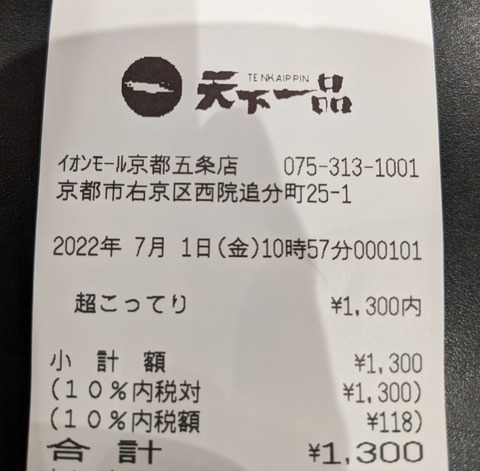 TENKAIPPIN
天下一品
ｲｵﾝﾓｰﾙ京都五条店 075-313-1001
京都市右京区西院追分町25-1
2022年 7月 1日(金)10時57分000101
超こってり ¥1,300内
小 計 額 ¥1,300
(１０％内税対 ¥1,300)
(１０％内税額 ¥118)
合 計 ¥1,300